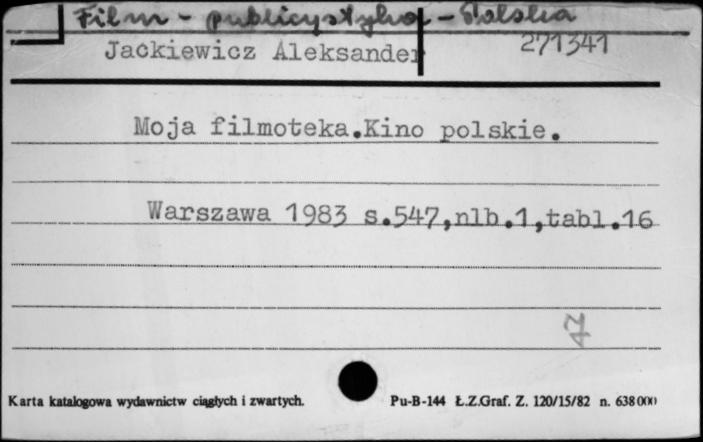 Film - publicystyka - Polska
Jackiewicz Aleksander 271341
Moja filmoteka.Kino polskie.
Warszawa 1983 s.547,nlb.1,tabl.16
Karta katalogowa wydawnictw ciągłych i zwartych. Pu-B-144 Ł.Z.Graf. Z. 120/15/82 n. 638000